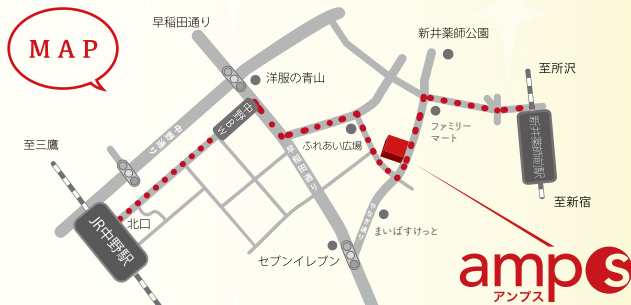 MAP
早稲田通り
新井薬師公園
洋服の青山
至所沢
中野BW
ファミリー
マート
新井薬師前駅
中野通り
ふれあい広場
至三鷹
早稲田通り
至新宿
北口
JR中野駅
まいばすけっと
セブンイレブン
amps
アンプス